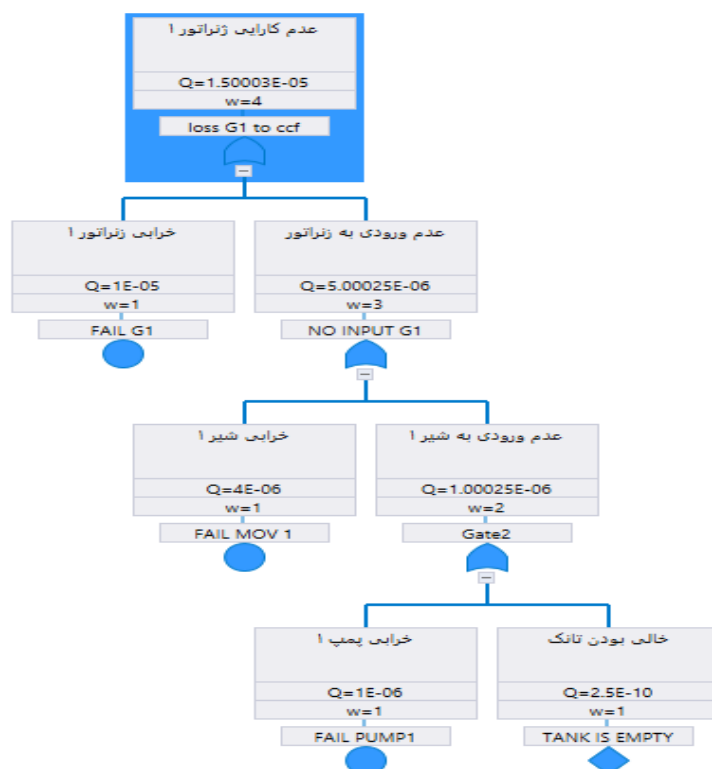 عدم کارایی ژنراتور ۱
Q=1.50003E-05
w=4
loss G1 to ccf
خرابی زنراتور ۱
Q=1E-05
w=1
FAIL G1
عدم ورودی به زنراتور
Q=5.00025E-06
w=3
NO INPUT G1
خرابی شیر ۱
Q=4E-06
w=1
FAIL MOV 1
عدم ورودی به شیر ۱
Q=1.00025E-06
w=2
Gate2
خرابی پمپ ۱
Q=1E-06
w=1
FAIL PUMP1
خالی بودن تانک
Q=2.5E-10
w=1
TANK IS EMPTY